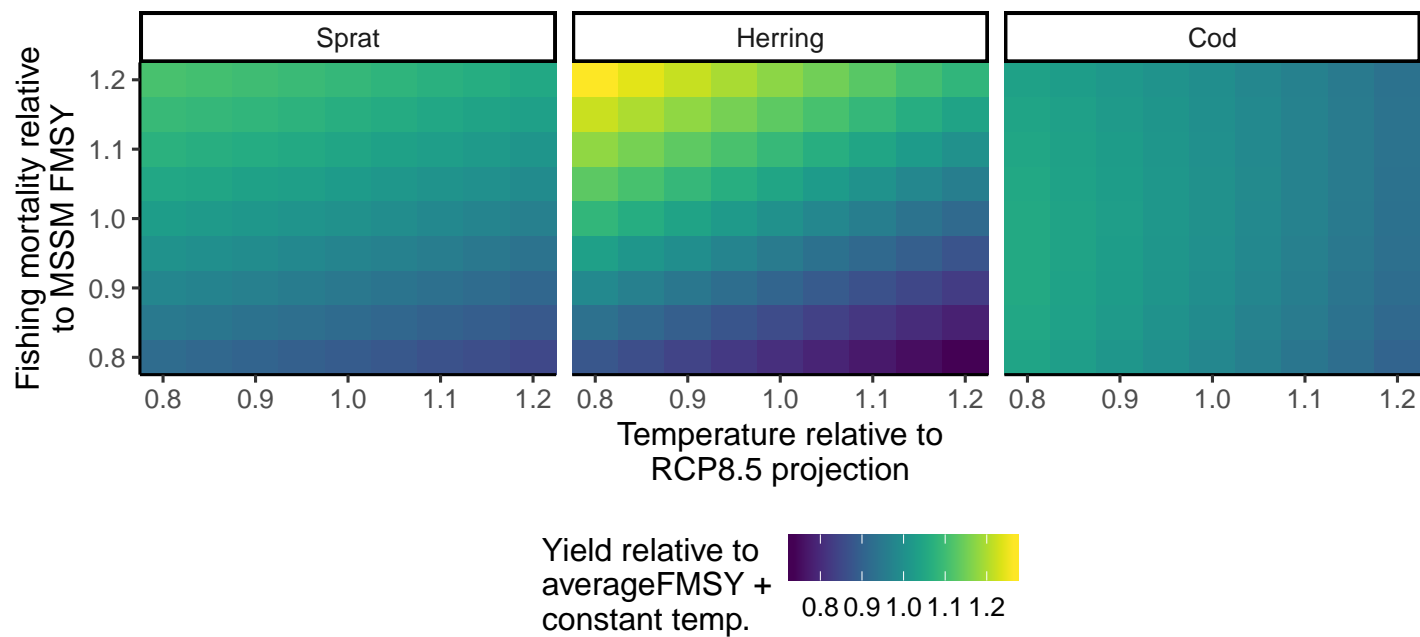 Sprat
Herring
Cod
Fishing mortality relative
to MSSM FMSY
1.2
1.1
1.0
0.9
0.8
0.8 0.9 1.0 1.1 1.2
0.8 0.9 1.0 1.1 1.2
0.8 0.9 1.0 1.1 1.2
Temperature relative to
RCP8.5 projection
Yield relative to
averageFMSY +
constant temp.
0.8 0.9 1.0 1.1 1.2